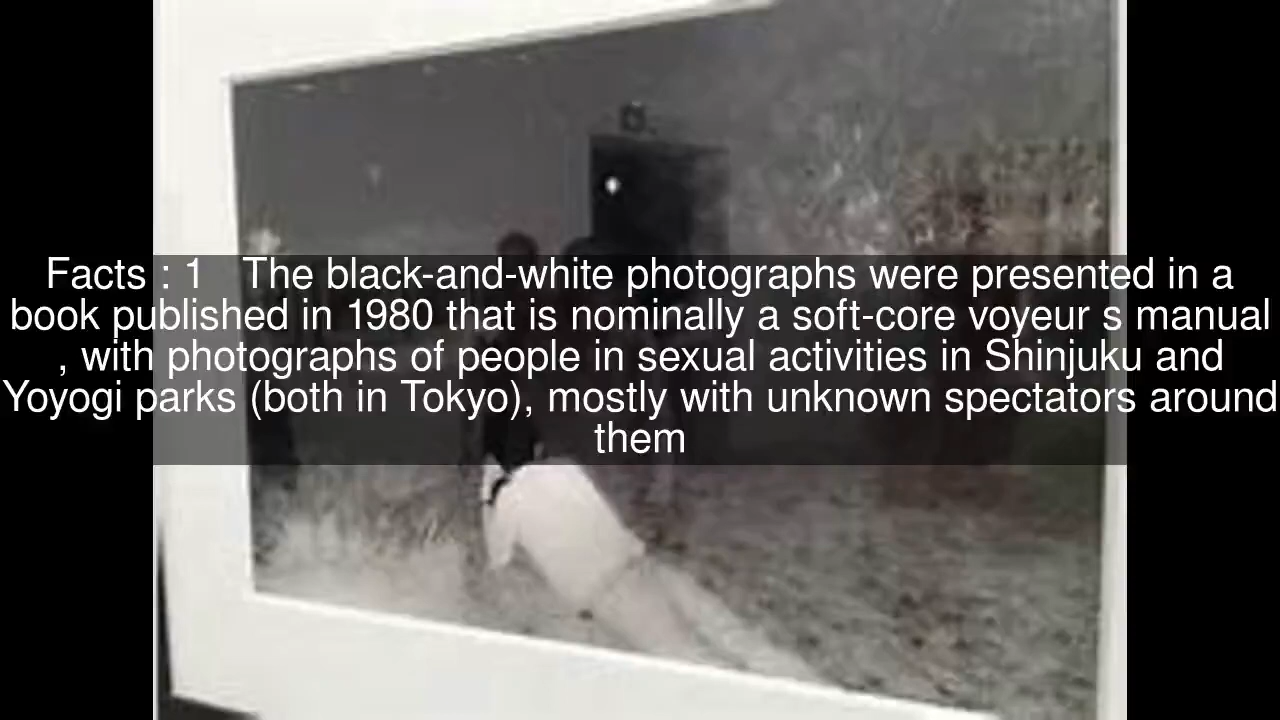 Facts : 1 The black-and-white photographs were presented in a
book published in 1980 that is nominally a soft-core voyeur s manual
, with photographs of people in sexual activities in Shinjuku and
Yoyogi parks (both in Tokyo), mostly with unknown spectators around
them